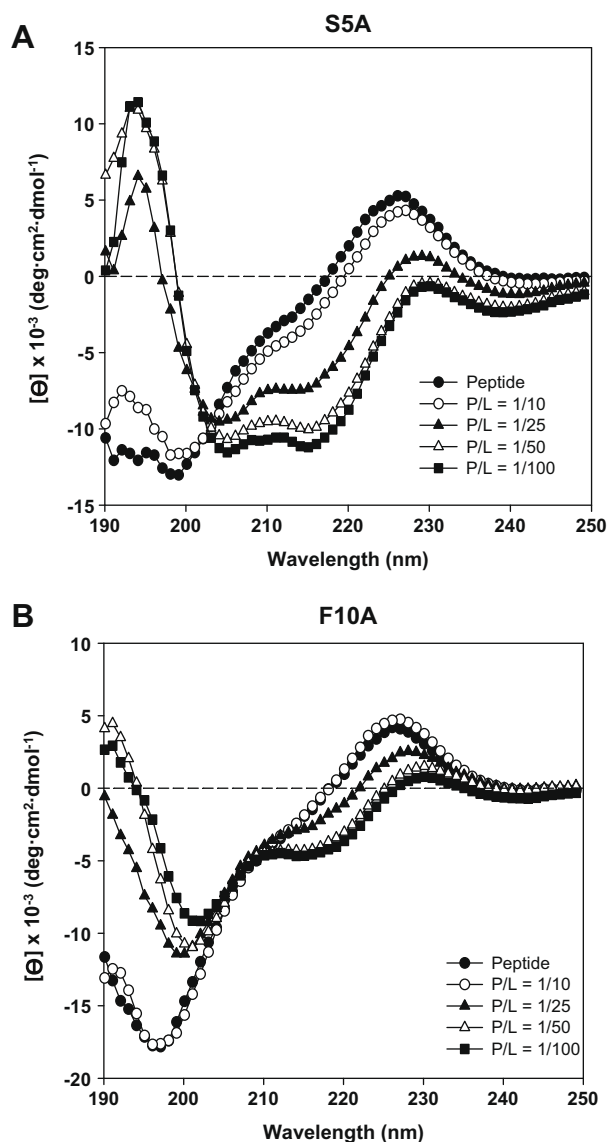 A
S5A
15
10
5
0
-5
-10
-15
[Θ] x 10-3 (deg·cm2·dmol-1)
Peptide
P/L = 1/10
P/L = 1/25
P/L = 1/50
P/L = 1/100
190 200 210 220 230 240 250
Wavelength (nm)
B
F10A
10
5
0
-5
-10
-15
-20
[Θ] x 10-3 (deg·cm2·dmol-1)
Peptide
P/L = 1/10
P/L = 1/25
P/L = 1/50
P/L = 1/100
190 200 210 220 230 240 250
Wavelength (nm)